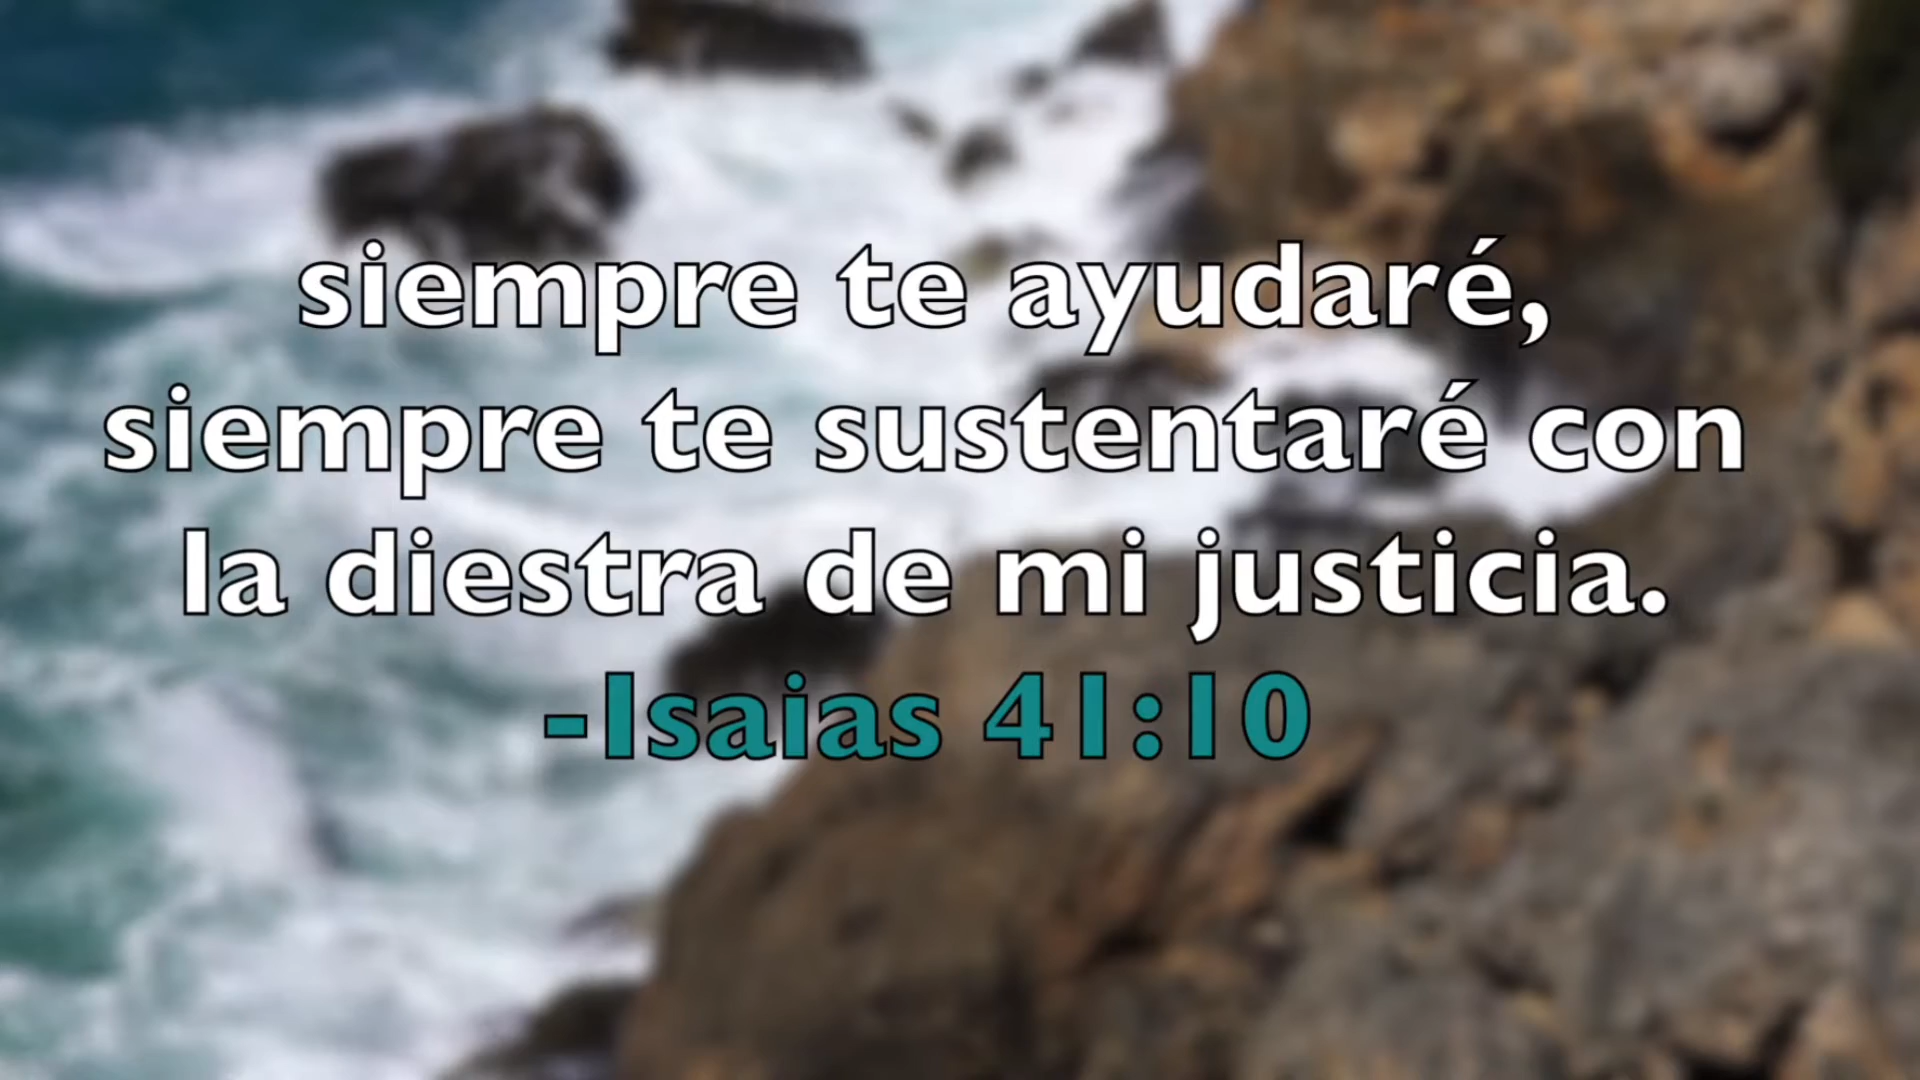 siempre te ayudaré,
siempre te sustentaré con
la diestra de mi justicia.
-Isaias 41:10